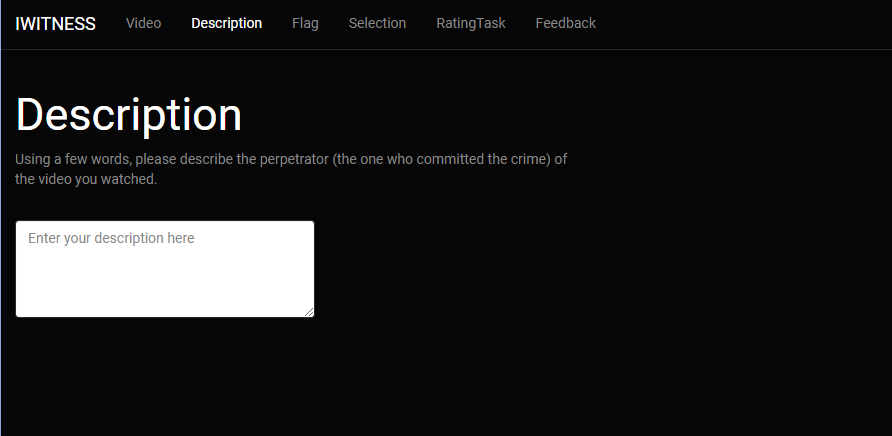 IWITNESS Video Description Flag Selection RatingTask Feedback
Description
Using a few words, please describe the perpetrator (the one who committed the crime) of
the video you watched.
Enter your description here